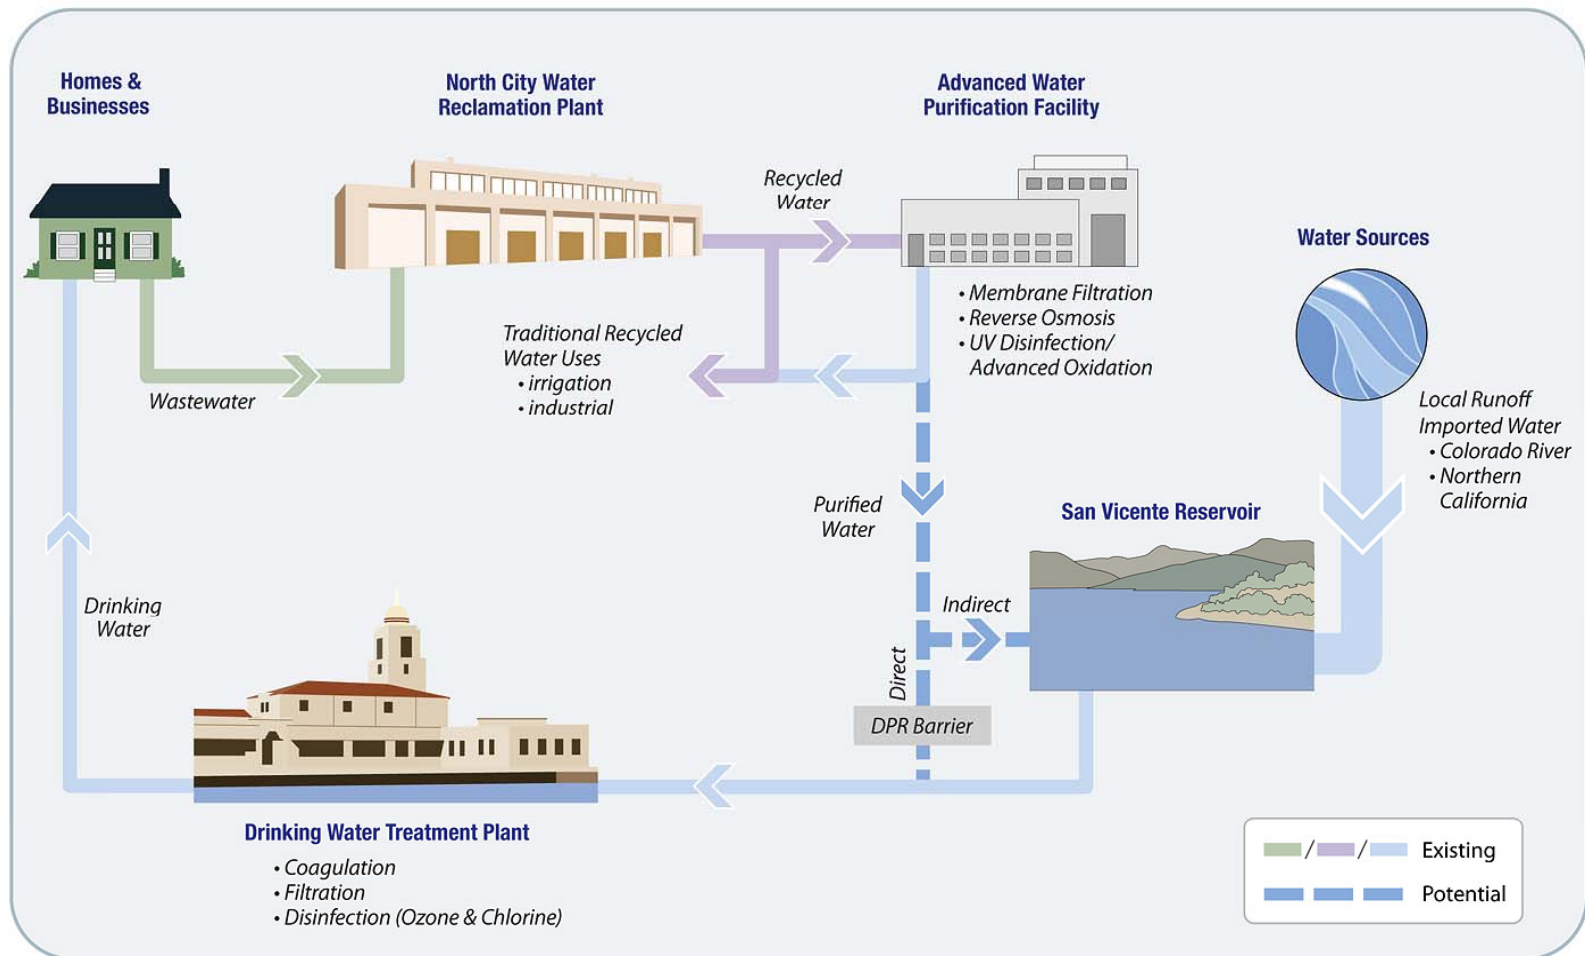 Homes &
Businesses
North City Water
Reclamation Plant
Advanced Water
Purification Facility
Recycled
Water
Water Sources
• Membrane Filtration
• Reverse Osmosis
• UV Disinfection/
Advanced Oxidation
Traditional Recycled
Water Uses
• irrigation
• industrial
Wastewater
Local Runoff
Imported Water
• Colorado River
• Northern
California
Purified
Water
San Vicente Reservoir
Drinking
Water
Indirect
Direct
DPR Barrier
Drinking Water Treatment Plant
• Coagulation
• Filtration
• Disinfection (Ozone & Chlorine)
/ / Existing
Potential